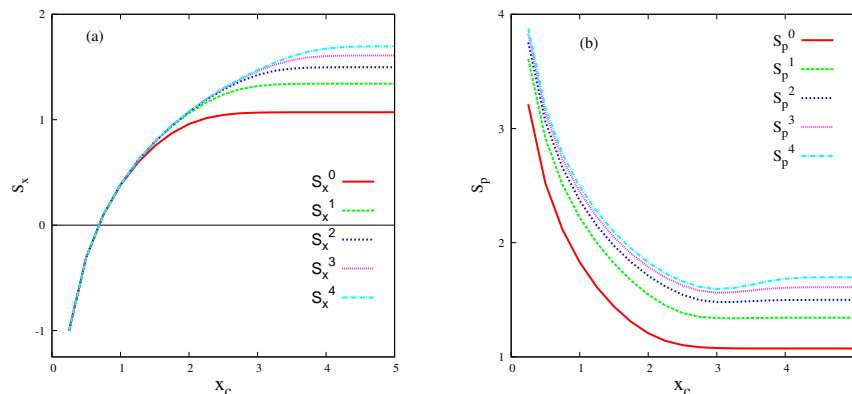 (a)
S_x
2
1
0
-1
S_x^0
S_x^1
S_x^2
S_x^3
S_x^4
0 1 2 3 4 5
x_c
(b)
S_p
4
3
2
1
S_p^0
S_p^1
S_p^2
S_p^3
S_p^4
0 1 2 3 4
x_c